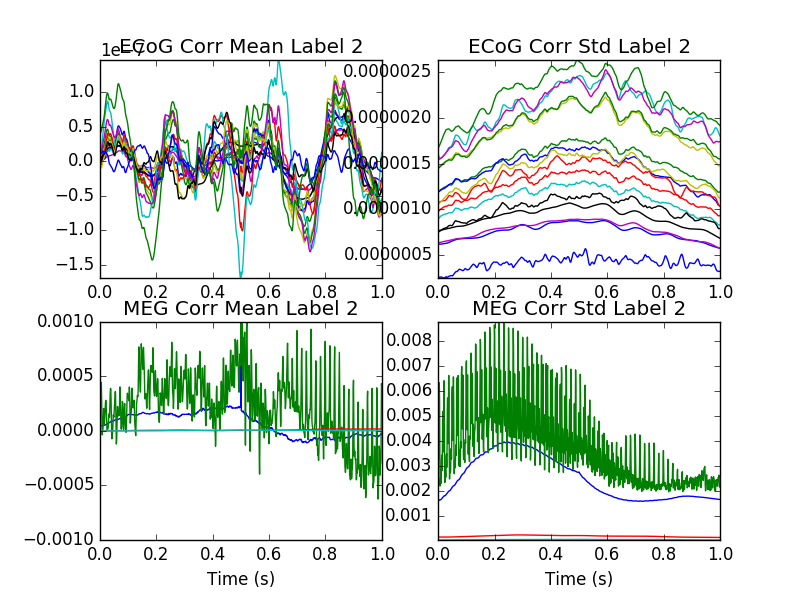 1e−7
ECoG Corr Mean Label 2
1.0
0.5
0.0
−0.5
−1.0
−1.5
0.0 0.2 0.4 0.6 0.8 1.0
ECoG Corr Std Label 2
0.0000025
0.0000020
0.0000015
0.0000010
0.0000005
0.0 0.2 0.4 0.6 0.8 1.0
MEG Corr Mean Label 2
0.0010
0.0005
0.0000
−0.0005
−0.0010
0.0 0.2 0.4 0.6 0.8 1.0
Time (s)
MEG Corr Std Label 2
0.008
0.007
0.006
0.005
0.004
0.003
0.002
0.001
0.0 0.2 0.4 0.6 0.8 1.0
Time (s)